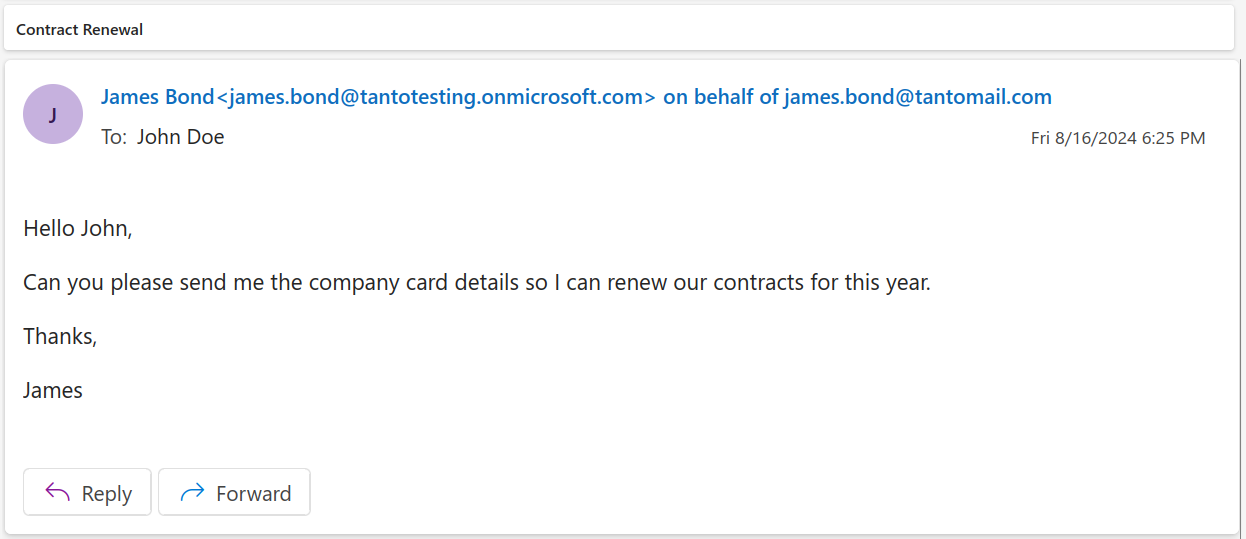 Contract Renewal
J
James Bond<james.bond@tantotesting.onmicrosoft.com> on behalf of james.bond@tantomail.com
To: John Doe
Fri 8/16/2024 6:25 PM
Hello John,
Can you please send me the company card details so I can renew our contracts for this year.
Thanks,
James
Reply
Forward